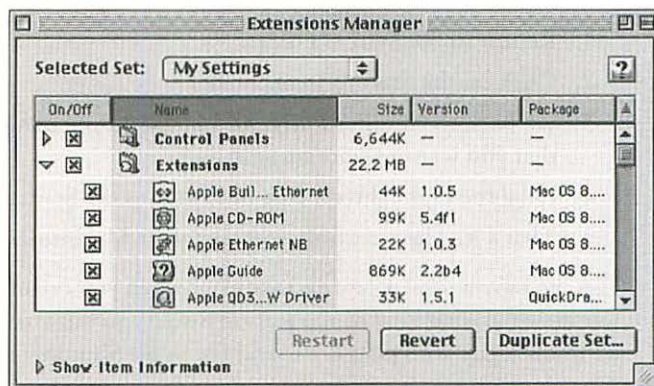 Extensions Manager
Selected Set: My Settings ?
On/Off Name Size Version Package
Control Panels 6,644K — —
Extensions 22.2 MB — —
Apple Buil... Ethernet 44K 1.0.5 Mac OS 8....
Apple CD-ROM 99K 5.4f1 Mac OS 8....
Apple Ethernet NB 22K 1.0.3 Mac OS 8....
Apple Guide 869K 2.2b4 Mac OS 8....
Apple QD3...W Driver 33K 1.5.1 QuickDra...
Restart Revert Duplicate Set...
Show Item Information